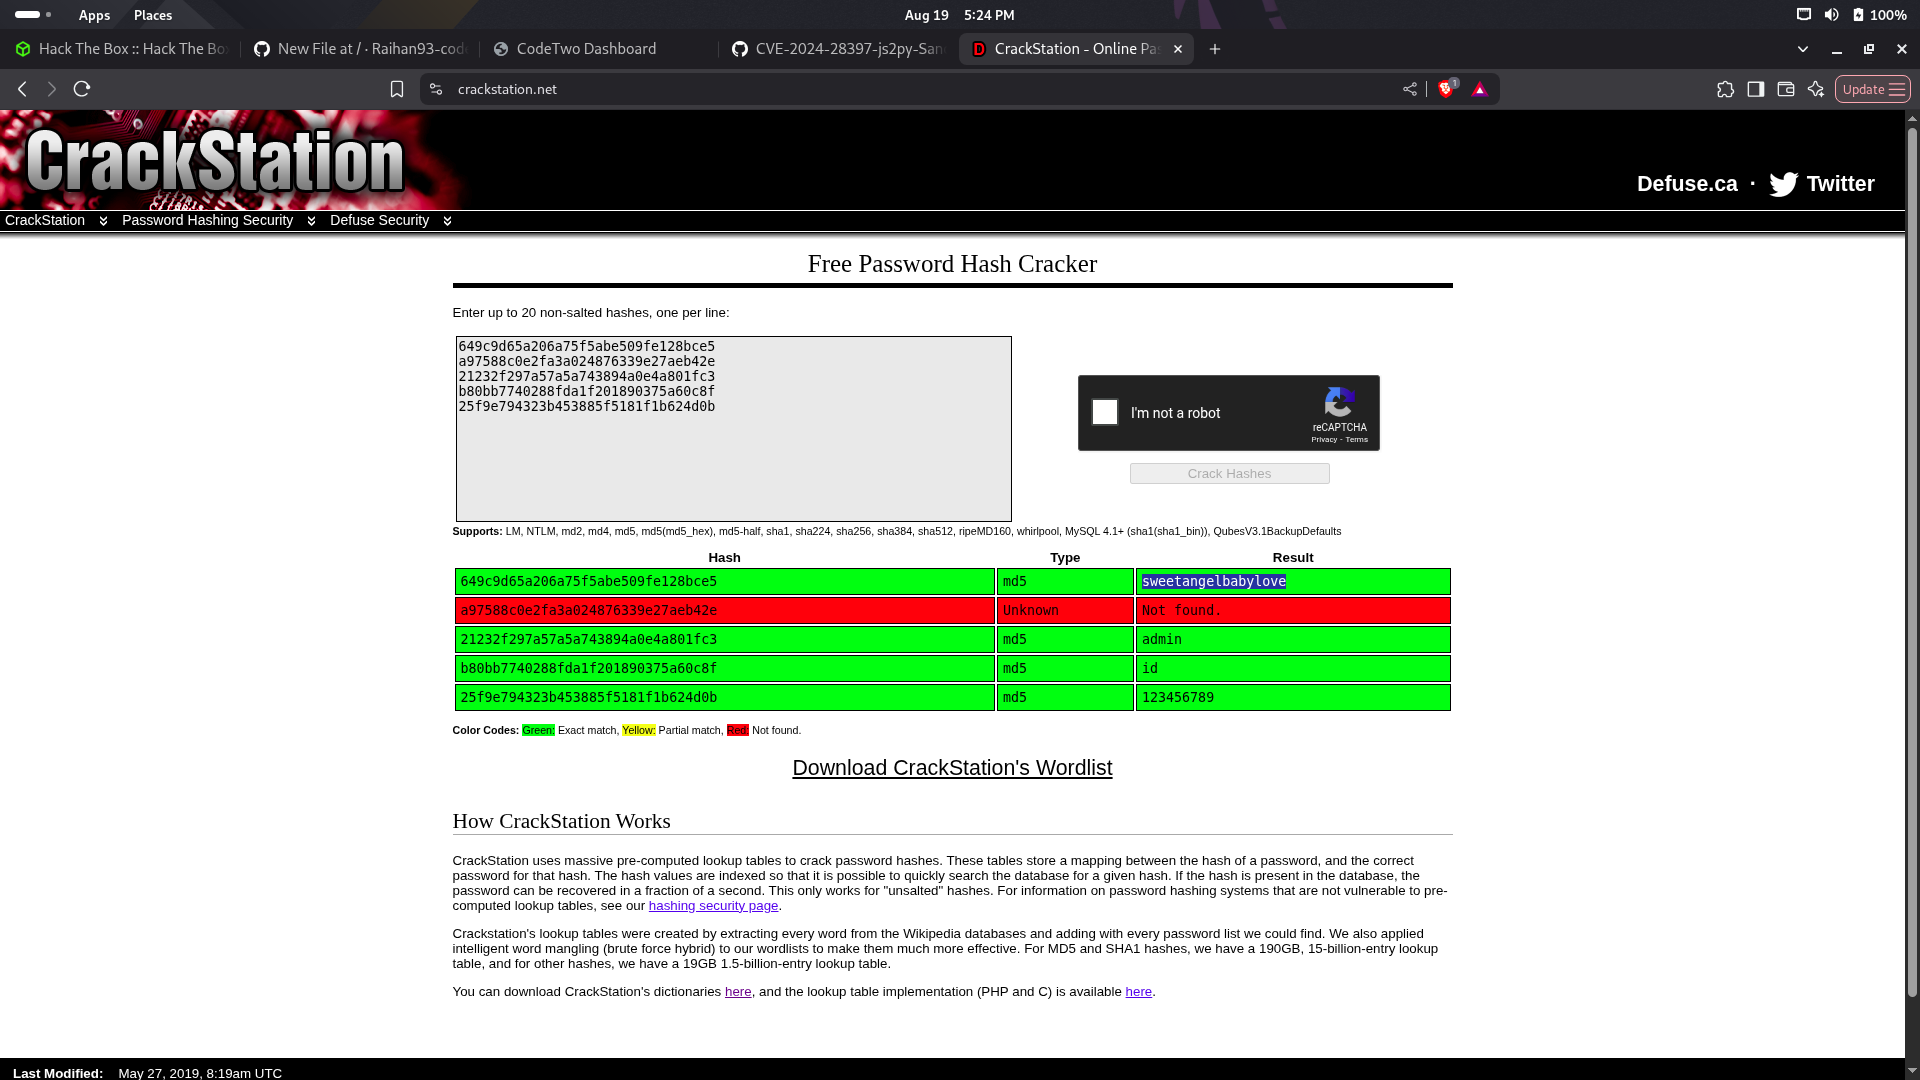 Apps Places Aug 19 5:24 PM 100%
Hack The Box :: Hack The Box New File at / · Raihan93-code CodeTwo Dashboard CVE-2024-28397-js2py-San CrackStation - Online Pas
crackstation.net 1 Update
CrackStation
Defuse.ca · Twitter
CrackStation Password Hashing Security Defuse Security
Free Password Hash Cracker
Enter up to 20 non-salted hashes, one per line:
649c9d65a206a75f5abe509fe128bce5
a97588c0e2fa3a024876339e27aeb42e
21232f297a57a5a743894a0e4a801fc3
b80bb7740288fda1f201890375a60c8f
25f9e794323b453885f5181f1b624d0b
I'm not a robot
reCAPTCHA
Privacy - Terms
Crack Hashes
Supports: LM, NTLM, md2, md4, md5, md5(md5_hex), md5-half, sha1, sha224, sha256, sha384, sha512, ripeMD160, whirlpool, MySQL 4.1+ (sha1(sha1_bin)), QubesV3.1BackupDefaults
Hash Type Result
649c9d65a206a75f5abe509fe128bce5 md5 sweetangelbabylove
a97588c0e2fa3a024876339e27aeb42e Unknown Not found.
21232f297a57a5a743894a0e4a801fc3 md5 admin
b80bb7740288fda1f201890375a60c8f md5 id
25f9e794323b453885f5181f1b624d0b md5 123456789
Color Codes: Green: Exact match, Yellow: Partial match, Red: Not found.
Download CrackStation's Wordlist
How CrackStation Works
CrackStation uses massive pre-computed lookup tables to crack password hashes. These tables store a mapping between the hash of a password, and the correct
password for that hash. The hash values are indexed so that it is possible to quickly search the database for a given hash. If the hash is present in the database, the
password can be recovered in a fraction of a second. This only works for "unsalted" hashes. For information on password hashing systems that are not vulnerable to pre-
computed lookup tables, see our hashing security page.
Crackstation's lookup tables were created by extracting every word from the Wikipedia databases and adding with every password list we could find. We also applied
intelligent word mangling (brute force hybrid) to our wordlists to make them much more effective. For MD5 and SHA1 hashes, we have a 190GB, 15-billion-entry lookup
table, and for other hashes, we have a 19GB 1.5-billion-entry lookup table.
You can download CrackStation's dictionaries here, and the lookup table implementation (PHP and C) is available here.
Last Modified: May 27, 2019, 8:19am UTC